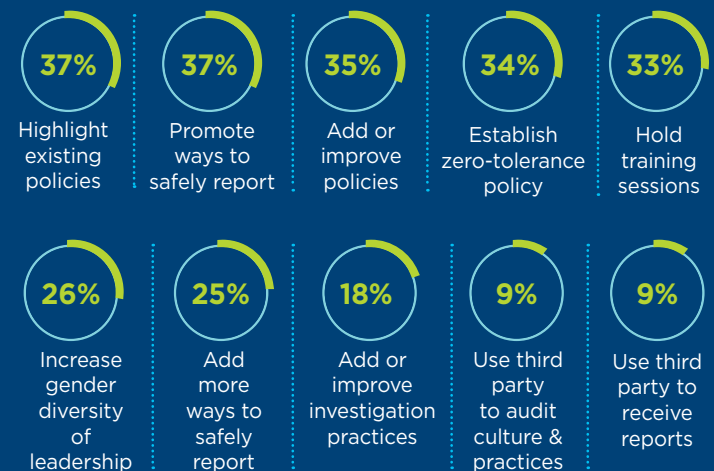 37%
Highlight
existing
policies
37%
Promote
ways to
safely report
35%
Add or
improve
policies
34%
Establish
zero-tolerance
policy
33%
Hold
training
sessions
26%
Increase
gender
diversity
of
leadership
25%
Add
more
ways to
safely
report
18%
Add or
improve
investigation
practices
9%
Use third
party
to audit
culture &
practices
9%
Use third
party to
receive
reports